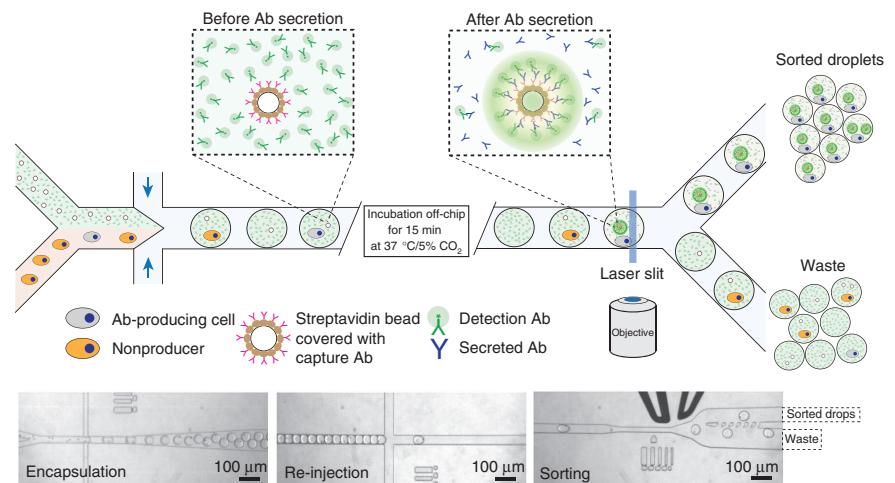 Before Ab secretion
After Ab secretion
Sorted droplets
Incubation off-chip
for 15 min
at 37 °C/5% CO2
Laser slit
Objective
Waste
Ab-producing cell
Nonproducer
Streptavidin bead
covered with
capture Ab
Detection Ab
Secreted Ab
Encapsulation
100 µm
Re-injection
100 µm
Sorting
100 µm
Sorted drops
Waste